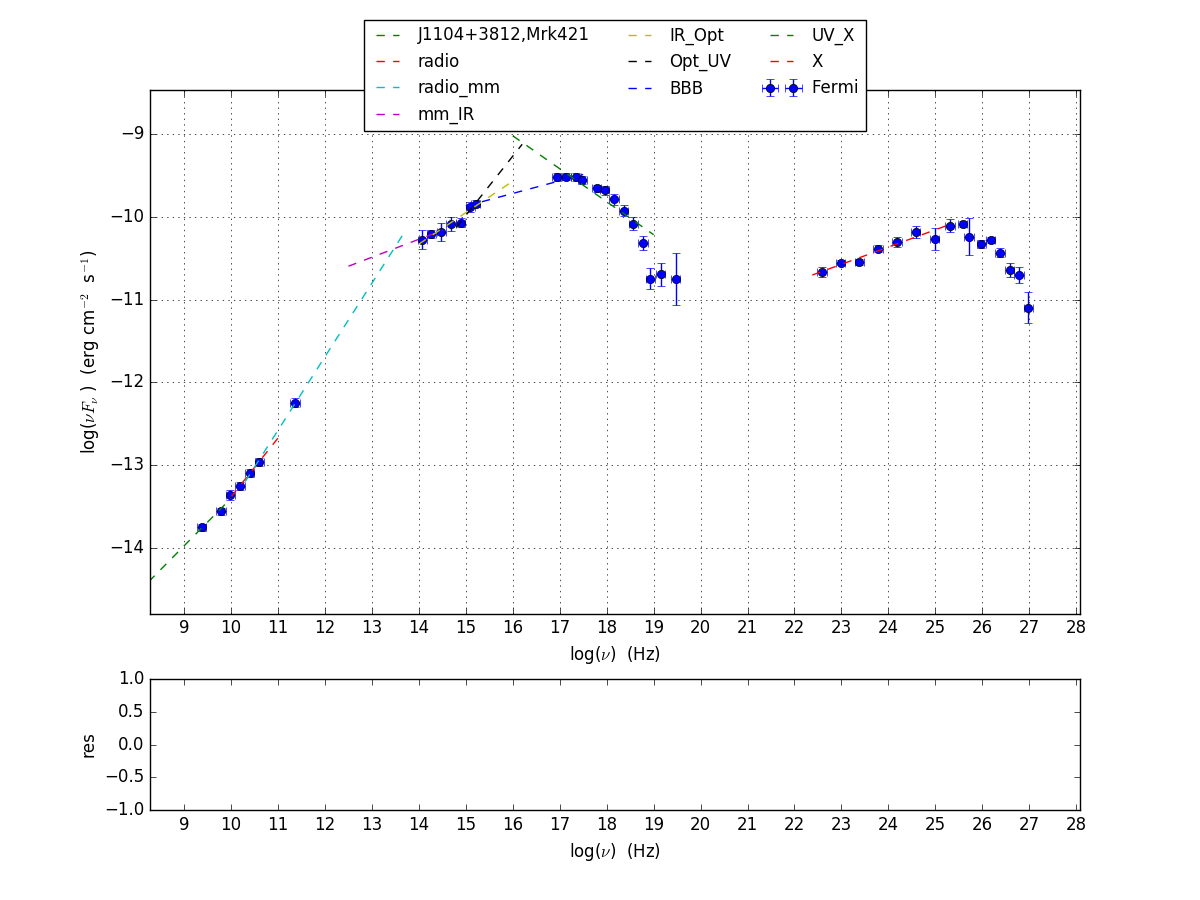 J1104+3812,Mrk421 IR_Opt UV_X
radio Opt_UV X
radio_mm BBB Fermi
mm_IR
−9
−10
−11
−12
−13
−14
log(νFν ) (erg cm−2 s−1)
9 10 11 12 13 14 15 16 17 18 19 20 21 22 23 24 25 26 27 28
log(ν) (Hz)
1.0
0.5
0.0
−0.5
−1.0
res
9 10 11 12 13 14 15 16 17 18 19 20 21 22 23 24 25 26 27 28
log(ν) (Hz)